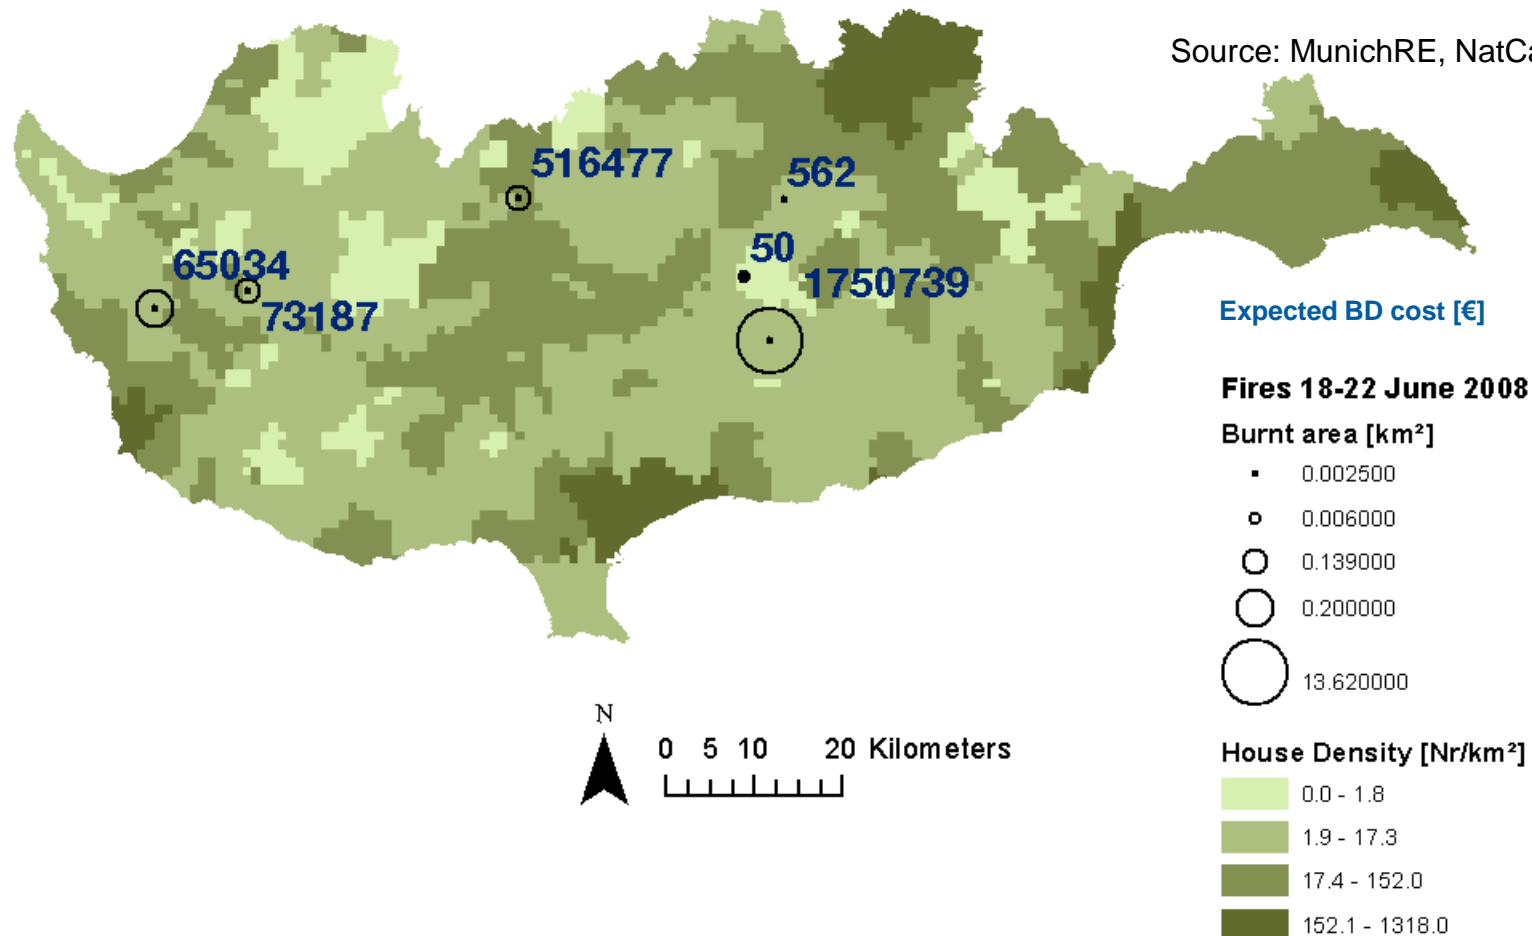 Source: MunichRE, NatCa
516477
562
50
65034
1750739
73187
Expected BD cost [€]
Fires 18-22 June 2008
Burnt area [km²]
0.002500
0.006000
0.139000
0.200000
13.620000
N
0 5 10 20 Kilometers
House Density [Nr/km²]
0.0 - 1.8
1.9 - 17.3
17.4 - 152.0
152.1 - 1318.0